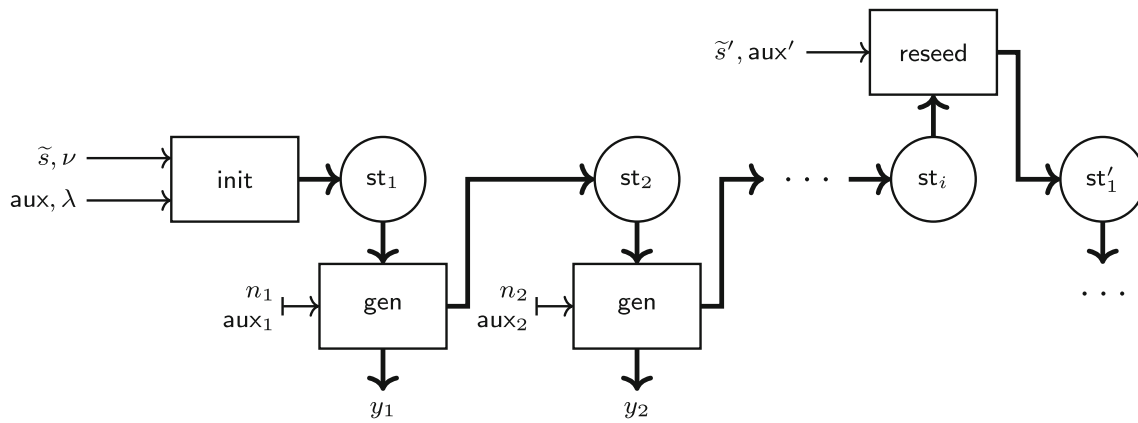 s̃′, aux′
reseed
s̃, ν
aux, λ
init
st₁
st₂
· · ·
stᵢ
st′₁
n₁
aux₁
gen
n₂
aux₂
gen
· · ·
y₁
y₂